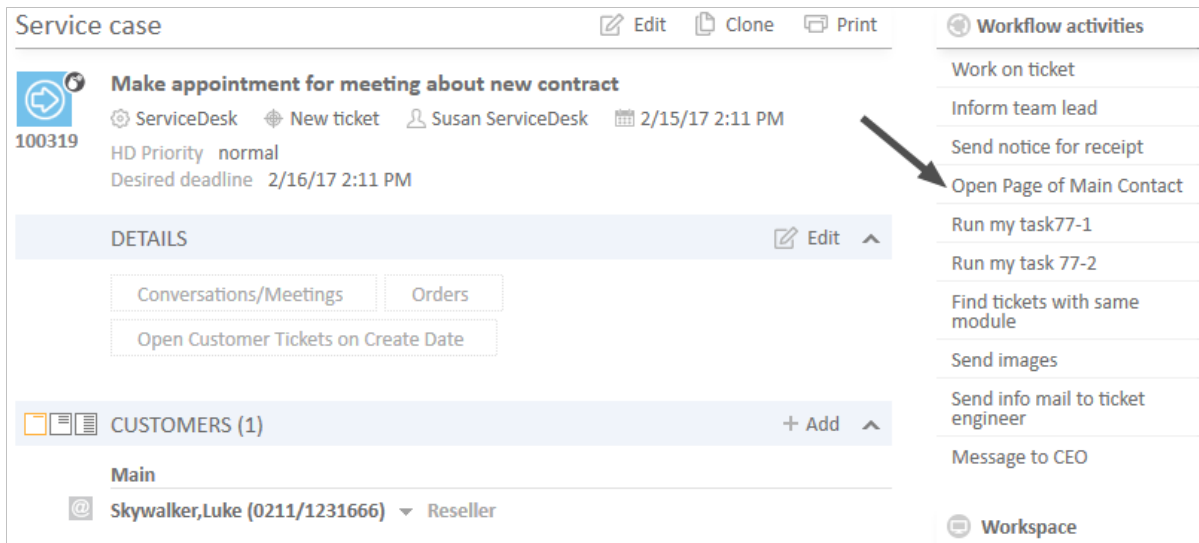 Service case
Edit
Clone
Print
Make appointment for meeting about new contract
ServiceDesk New ticket Susan ServiceDesk 2/15/17 2:11 PM
100319
HD Priority normal
Desired deadline 2/16/17 2:11 PM
DETAILS
Edit
Conversations/Meetings
Orders
Open Customer Tickets on Create Date
CUSTOMERS (1)
+ Add
Main
@ Skywalker,Luke (0211/1231666) Reseller
Workflow activities
Work on ticket
Inform team lead
Send notice for receipt
Open Page of Main Contact
Run my task77-1
Run my task 77-2
Find tickets with same
module
Send images
Send info mail to ticket
engineer
Message to CEO
Workspace